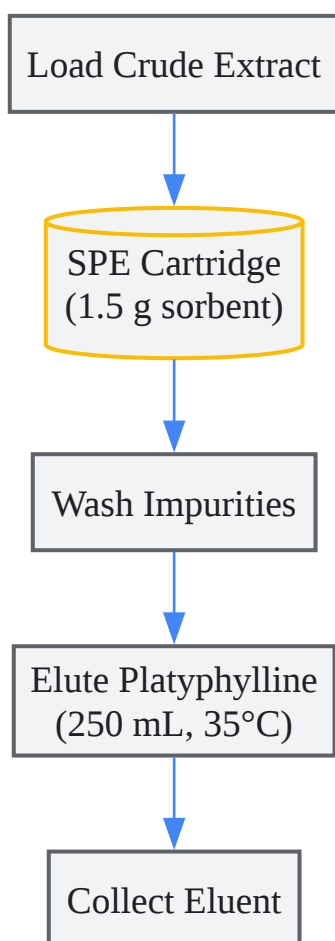 Load Crude Extract
SPE Cartridge
(1.5 g sorbent)
Wash Impurities
Elute Platyphylline
(250 mL, 35°C)
Collect Eluent